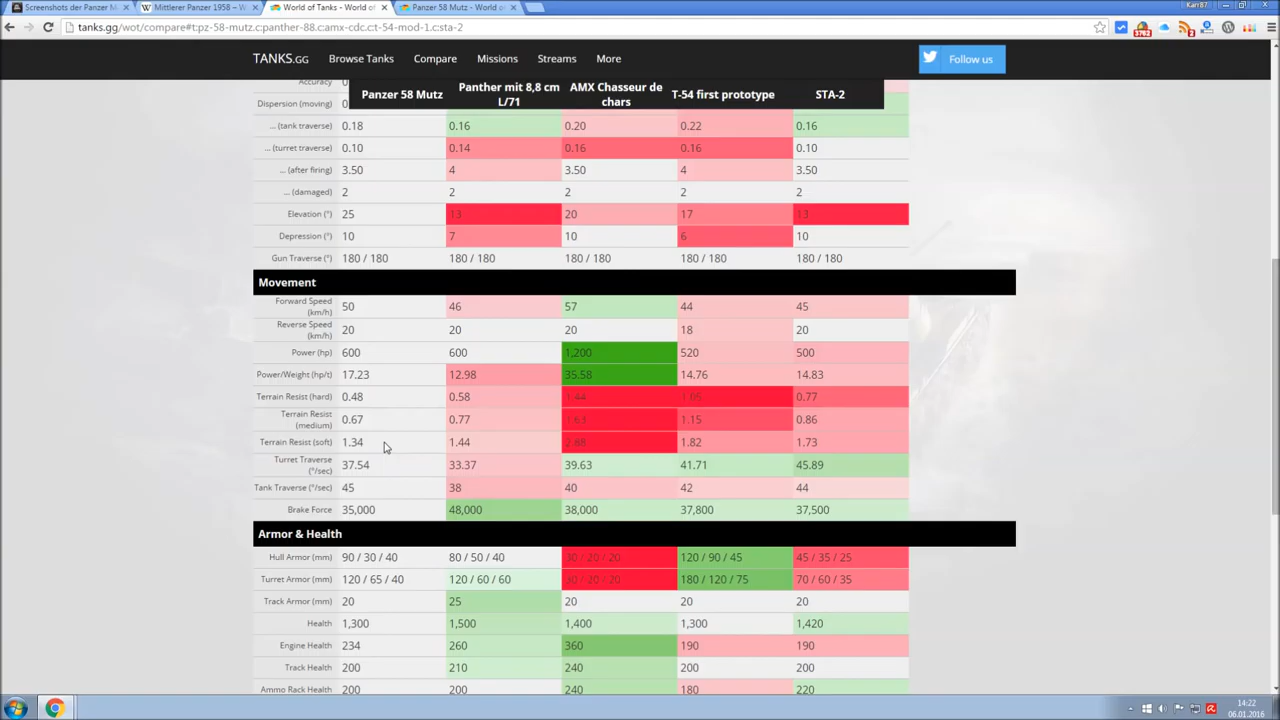 Screenshots der Panzer M
Mittlerer Panzer 1958 – W
World of Tanks - World o
Panzer 58 Mutz - World of
Karr87
tanks.gg/wot/compare#t:pz-58-mutz.c:panther-88.c:amx-cdc.c:t-54-mod-1.c:sta-2
TANKS.GG Browse Tanks Compare Missions Streams More Follow us
Accuracy
Panzer 58 Mutz Panther mit 8,8 cm L/71 AMX Chasseur de chars T-54 first prototype STA-2
Dispersion (moving)
... (tank traverse) 0.18 0.16 0.20 0.22 0.16
... (turret traverse) 0.10 0.14 0.16 0.16 0.10
... (after firing) 3.50 4 3.50 4 3.50
... (damaged) 2 2 2 2 2
Elevation (°) 25 13 20 17 13
Depression (°) 10 7 10 6 10
Gun Traverse (°) 180 / 180 180 / 180 180 / 180 180 / 180 180 / 180
Movement
Forward Speed (km/h) 50 46 57 44 45
Reverse Speed (km/h) 20 20 20 18 20
Power (hp) 600 600 1,200 520 500
Power/Weight (hp/t) 17.23 12.98 35.58 14.76 14.83
Terrain Resist (hard) 0.48 0.58 1.44 1.05 0.77
Terrain Resist (medium) 0.67 0.77 1.63 1.15 0.86
Terrain Resist (soft) 1.34 1.44 2.88 1.82 1.73
Turret Traverse (°/sec) 37.54 33.37 39.63 41.71 45.89
Tank Traverse (°/sec) 45 38 40 42 44
Brake Force 35,000 48,000 38,000 37,800 37,500
Armor & Health
Hull Armor (mm) 90 / 30 / 40 80 / 50 / 40 30 / 20 / 20 120 / 90 / 45 45 / 35 / 25
Turret Armor (mm) 120 / 65 / 40 120 / 60 / 60 30 / 20 / 20 180 / 120 / 75 70 / 60 / 35
Track Armor (mm) 20 25 20 20 20
Health 1,300 1,500 1,400 1,300 1,420
Engine Health 234 260 360 190 190
Track Health 200 210 240 200 200
Ammo Rack Health 200 200 240 180 220
14:22
06.01.2016